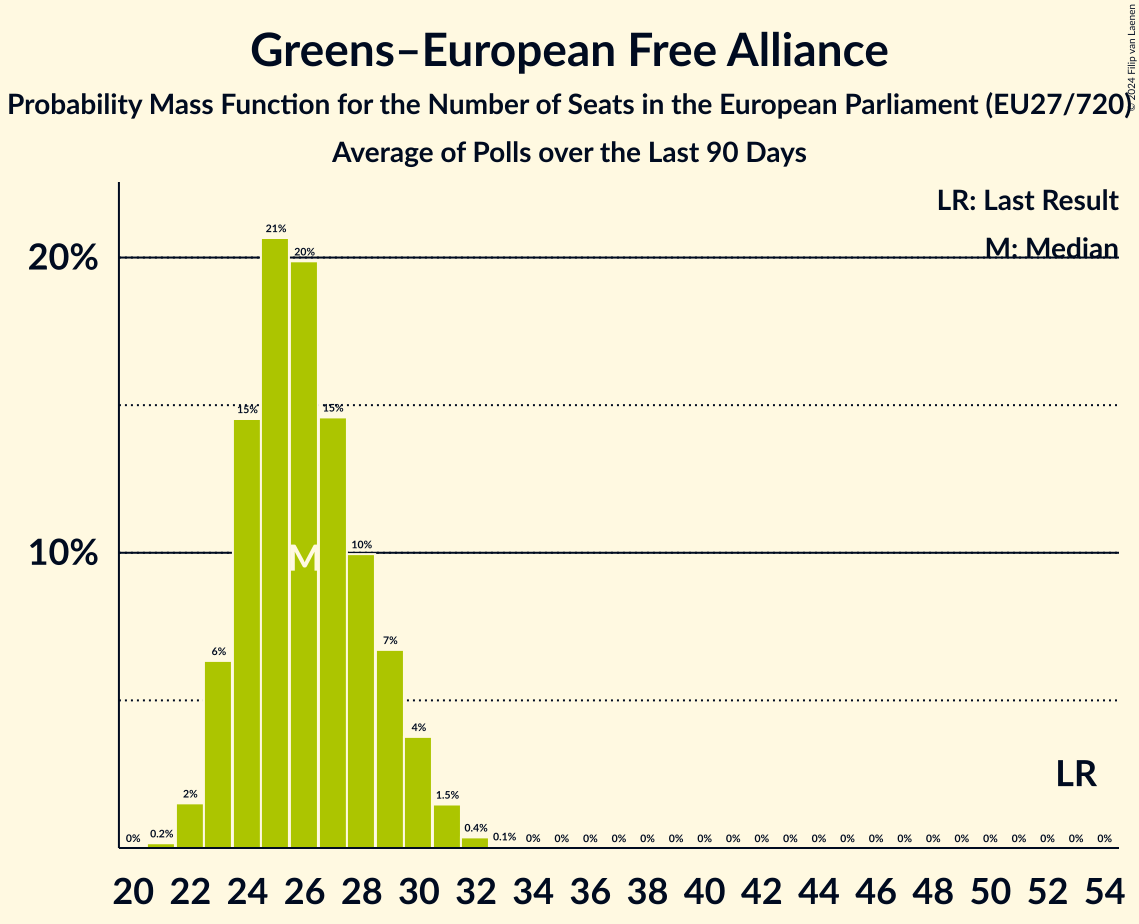 Greens–European Free Alliance
Probability Mass Function for the Number of Seats in the European Parliament (EU27/720)
Average of Polls over the Last 90 Days
© 2024 Filip van Laenen
LR: Last Result
M: Median
20%
10%
0% 0.2% 2% 6% 15% 21% 20% 15% 10% 7% 4% 1.5% 0.4% 0.1% 0% 0% 0% 0% 0% 0% 0% 0% 0% 0% 0% 0% 0% 0% 0% 0% 0% 0% 0% 0% 0%
M
LR
20 22 24 26 28 30 32 34 36 38 40 42 44 46 48 50 52 54